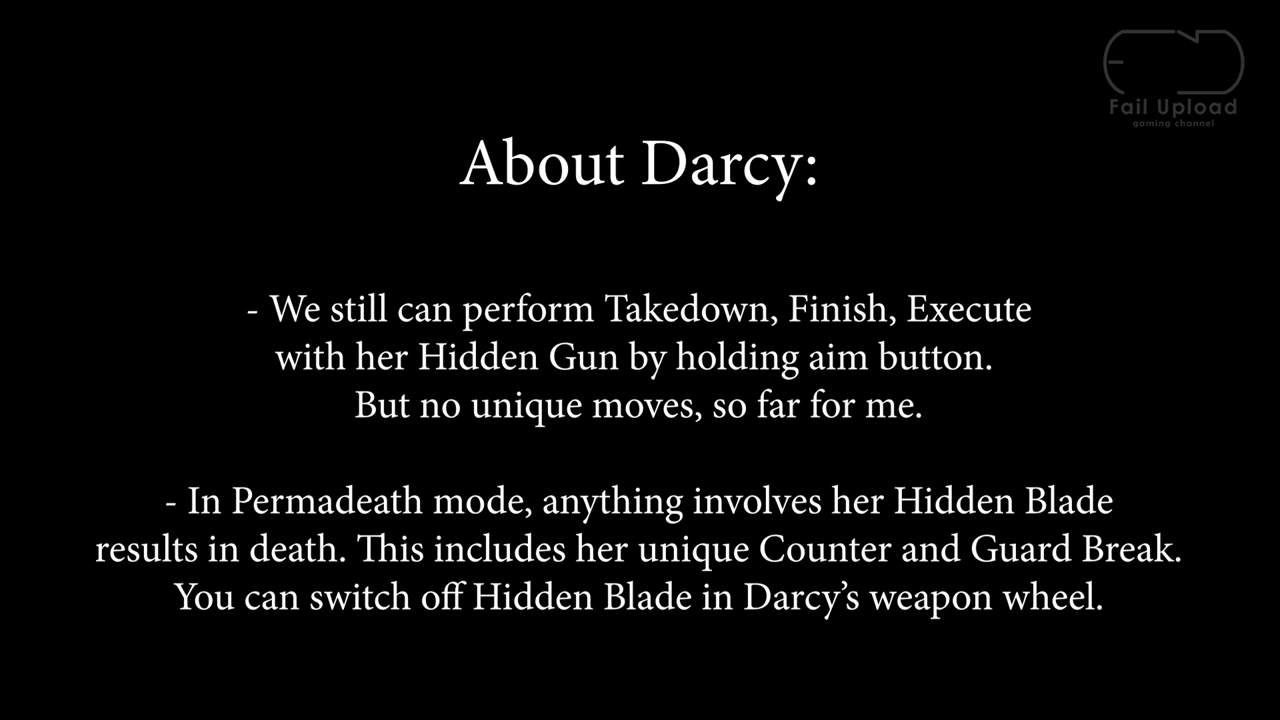 Fail Upload
gaming channel
About Darcy:
- We still can perform Takedown, Finish, Execute
with her Hidden Gun by holding aim button.
But no unique moves, so far for me.
- In Permadeath mode, anything involves her Hidden Blade
results in death. This includes her unique Counter and Guard Break.
You can switch off Hidden Blade in Darcy’s weapon wheel.